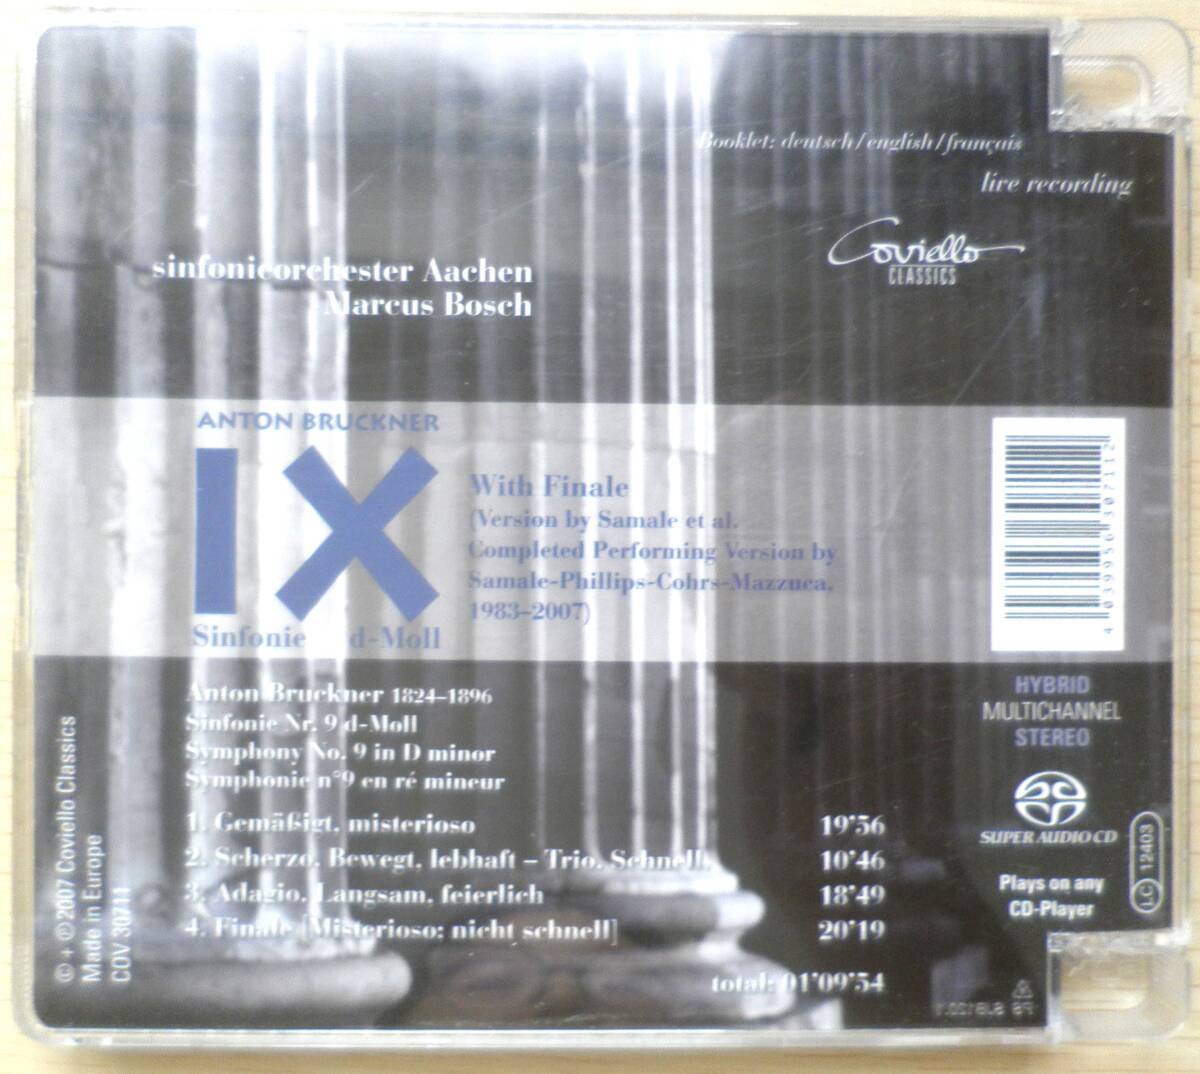 Booklet: deutsch/english/français
live recording
Coviello
CLASSICS
sinfonieorchester Aachen
Marcus Bosch
ANTON BRUCKNER
IX
Sinfonie d-Moll
With Finale
(Version by Samale et al.
Completed Performing Version by
Samale-Phillips-Cohrs-Mazzuca,
1983–2007)
4 039956 307112
Anton Bruckner 1824–1896
Sinfonie Nr. 9 d-Moll
Symphony No. 9 in D minor
Symphonie n°9 en ré mineur
1. Gemäßigt, misterioso 19'56
2. Scherzo. Bewegt, lebhaft – Trio. Schnell 10'46
3. Adagio. Langsam, feierlich 18'49
4. Finale [Misterioso; nicht schnell] 20'19
total: 01'09'54
HYBRID
MULTICHANNEL
STEREO
SUPER AUDIO CD
Plays on any
CD-Player
LC 12403
© + ℗ 2007 Coviello Classics
Made in Europe
COV 30711